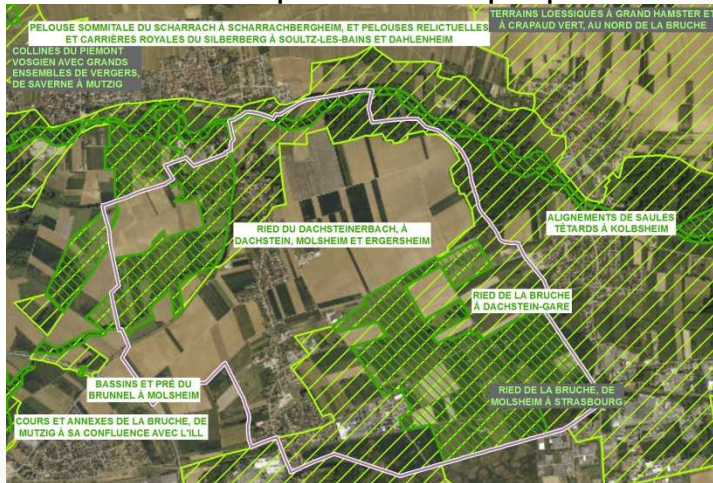 PELOUSE SOMMITALE DU SCHARRACH À SCHARRACHBERGHEIM, ET PELOUSES RELICTUELLES
ET CARRIÈRES ROYALES DU SILBERBERG À SOULTZ-LES-BAINS ET DAHLENHEIM
TERRAINS LOESSIQUES À GRAND HAMSTER ET
À CRAPAUD VERT, AU NORD DE LA BRUCHE
COLLINES DU PIÉMONT
VOSGIEN AVEC GRANDS
ENSEMBLES DE VERGERS,
DE SAVERNE À MUTZIG
RIED DU DACHSTEINERBACH, À
DACHSTEIN, MOLSHEIM ET ERGERSHEIM
ALIGNEMENTS DE SAULES
TÊTARDS À KOLBSHEIM
RIED DE LA BRUCHE
À DACHSTEIN-GARE
BASSINS ET PRÉ DU
BRUNNEL À MOLSHEIM
RIED DE LA BRUCHE, DE
MOLSHEIM À STRASBOURG
COURS ET ANNEXES DE LA BRUCHE, DE
MUTZIG À SA CONFLUENCE AVEC L'ILL